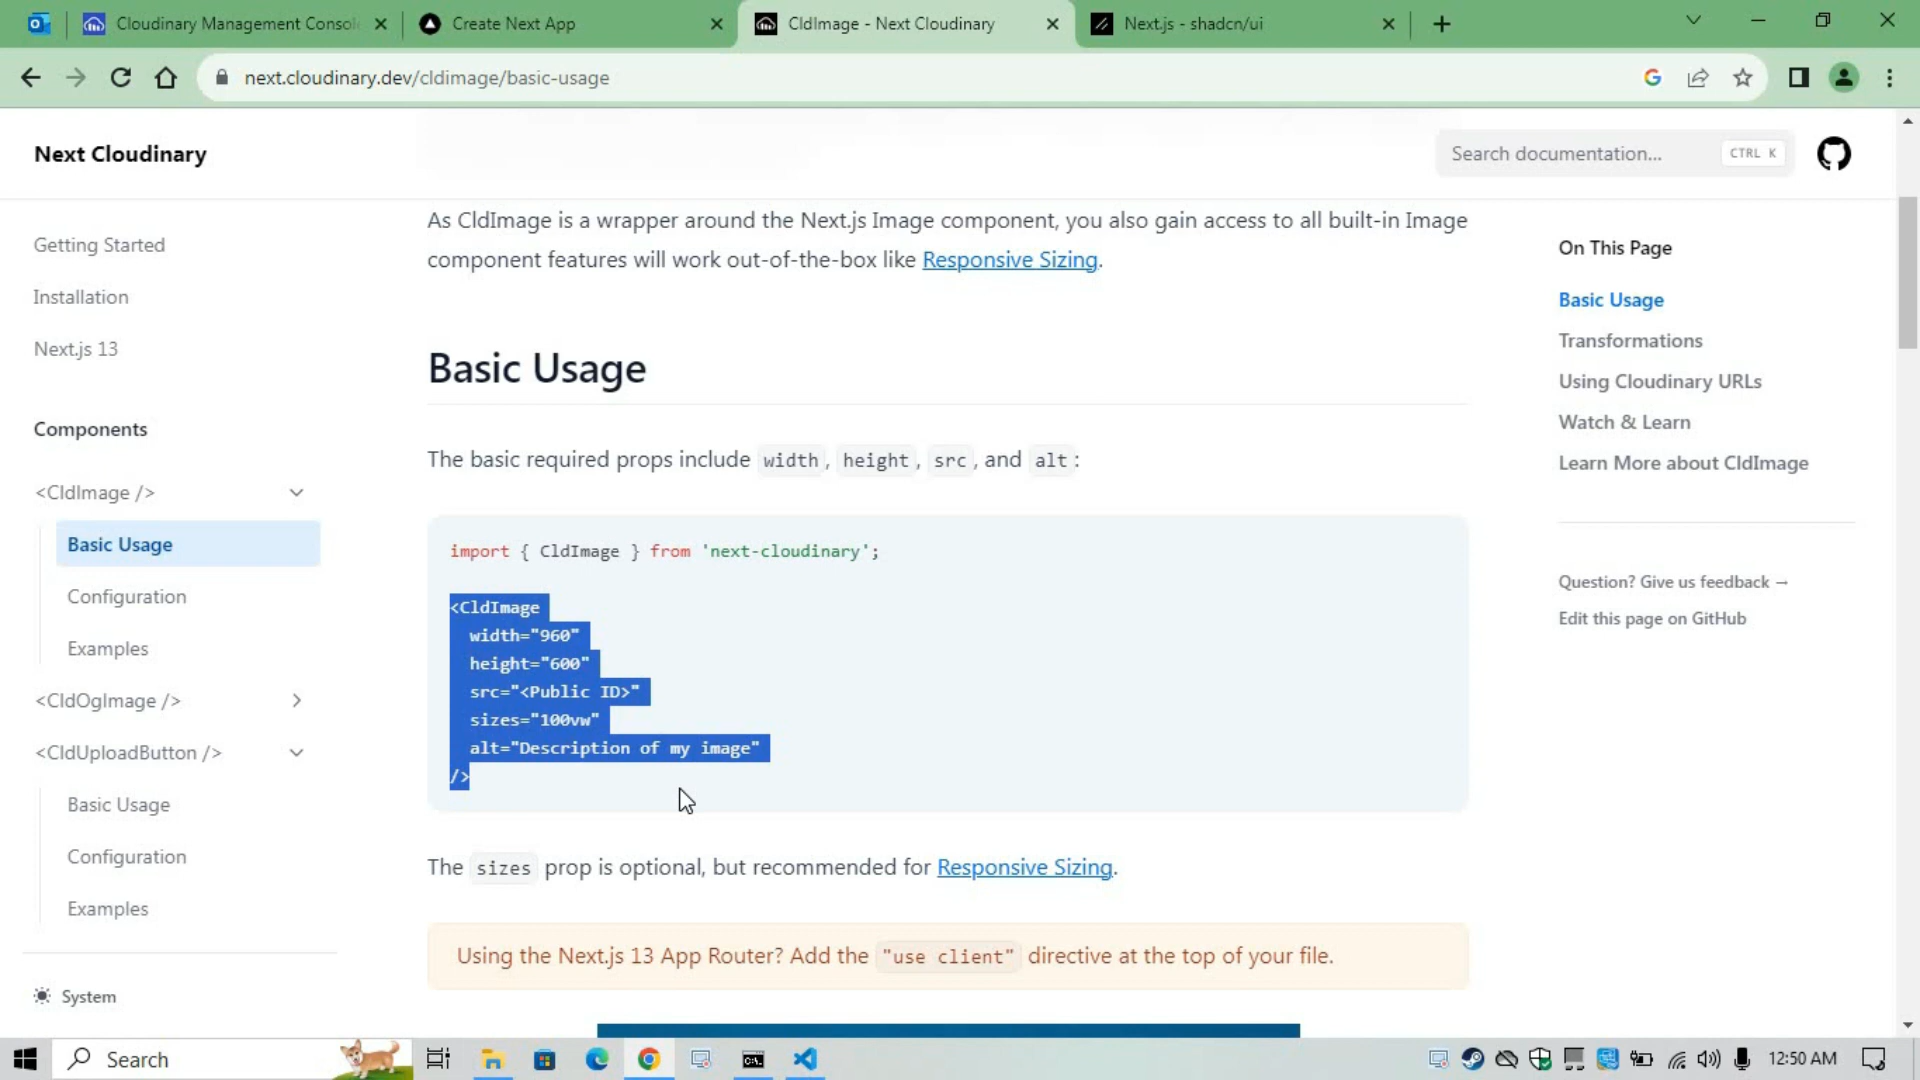 Cloudinary Management Consol
Create Next App
CldImage - Next Cloudinary
Next.js - shadcn/ui
next.cloudinary.dev/cldimage/basic-usage
Next Cloudinary
Search documentation...
CTRL K
Getting Started
Installation
Next.js 13
Components
<CldImage />
Basic Usage
Configuration
Examples
<CldOgImage />
<CldUploadButton />
Basic Usage
Configuration
Examples
System
As CldImage is a wrapper around the Next.js Image component, you also gain access to all built-in Image
component features will work out-of-the-box like Responsive Sizing.
Basic Usage
The basic required props include width, height, src, and alt:
import { CldImage } from 'next-cloudinary';
<CldImage
width="960"
height="600"
src="<Public ID>"
sizes="100vw"
alt="Description of my image"
/>
The sizes prop is optional, but recommended for Responsive Sizing.
Using the Next.js 13 App Router? Add the "use client" directive at the top of your file.
On This Page
Basic Usage
Transformations
Using Cloudinary URLs
Watch & Learn
Learn More about CldImage
Question? Give us feedback →
Edit this page on GitHub
Search
12:50 AM